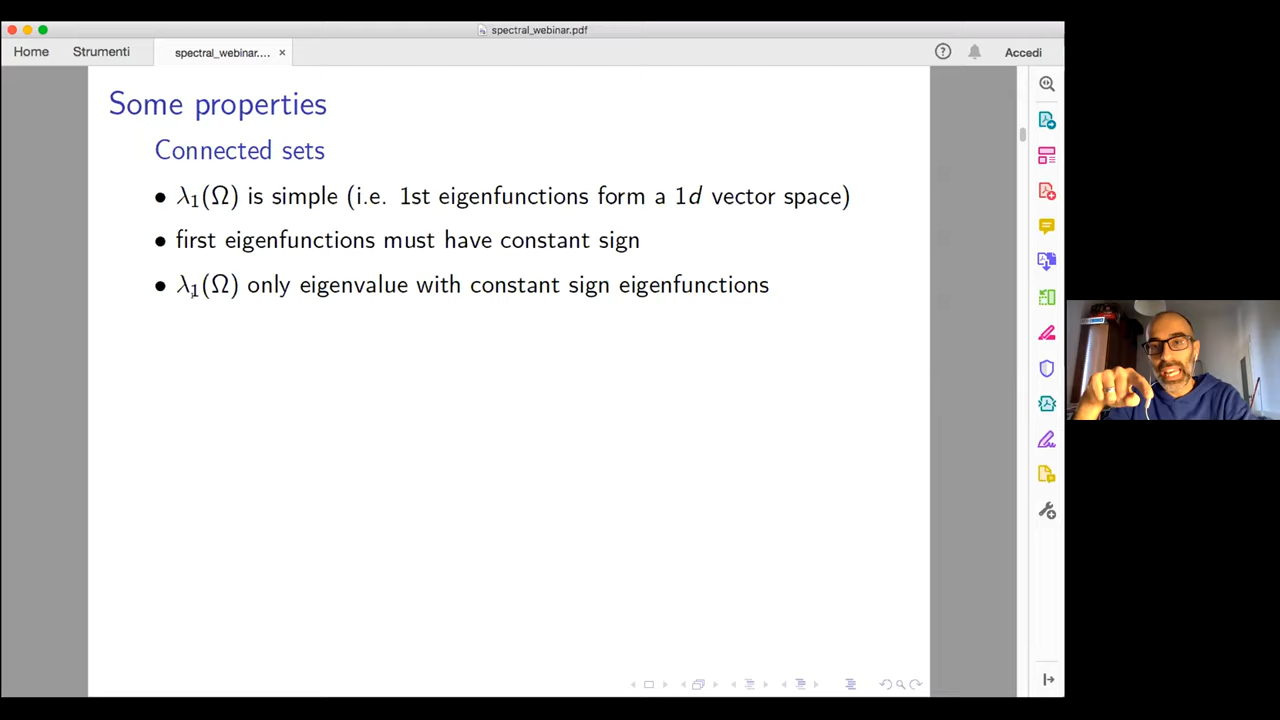 spectral_webinar.pdf
Home Strumenti spectral_webinar.... × Accedi
Some properties
Connected sets
• λ₁(Ω) is simple (i.e. 1st eigenfunctions form a 1d vector space)
• first eigenfunctions must have constant sign
• λ₁(Ω) only eigenvalue with constant sign eigenfunctions